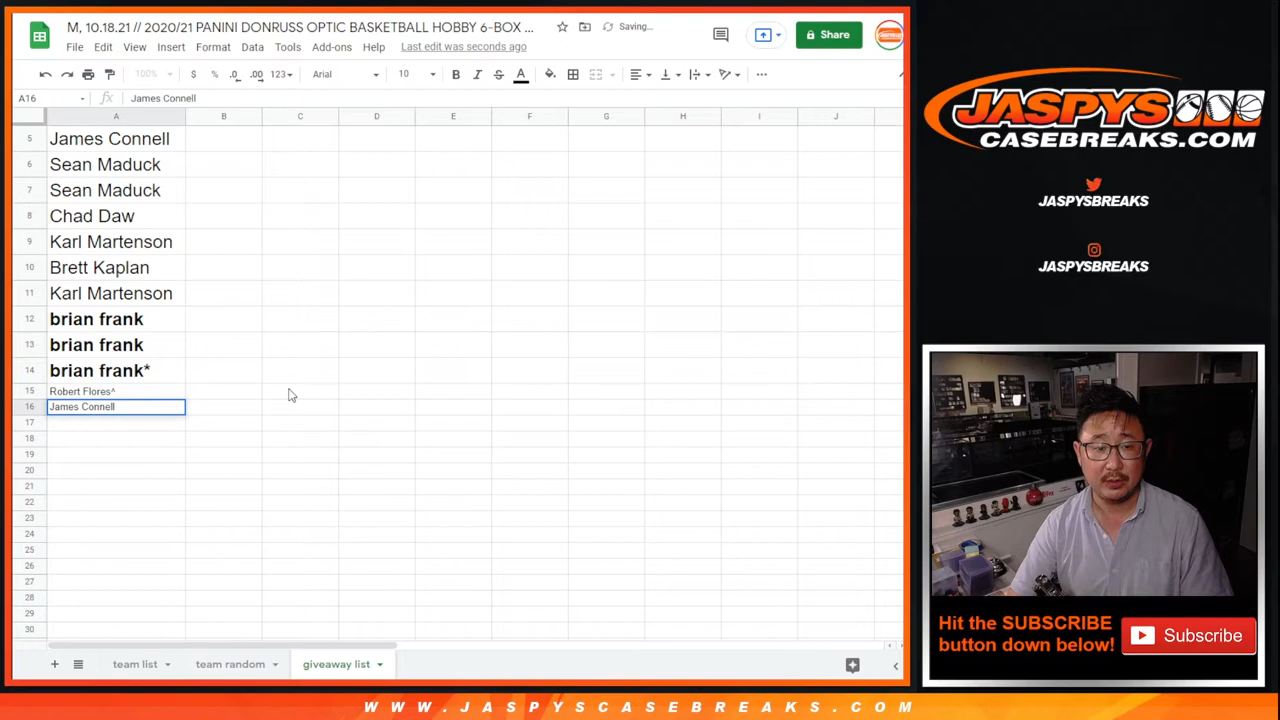 M, 10.18.21 // 2020/21 PANINI DONRUSS OPTIC BASKETBALL HOBBY 6-BOX ...
Saving...
Share
File Edit View Insert Format Data Tools Add-ons Help Last edit was seconds ago
100% $ % .0 .00 123 Arial 10 B I S A
A16 fx James Connell
A B C D E F G H I J
5 James Connell
6 Sean Maduck
7 Sean Maduck
8 Chad Daw
9 Karl Martenson
10 Brett Kaplan
11 Karl Martenson
12 brian frank
13 brian frank
14 brian frank*
15 Robert Flores^
16 James Connell
17
18
19
20
21
22
23
24
25
26
27
28
29
30
team list team random giveaway list
JASPYS
CASEBREAKS.COM
JASPYSBREAKS
JASPYSBREAKS
Hit the SUBSCRIBE
button down below!
Subscribe
WWW.JASPYSCASEBREAKS.COM